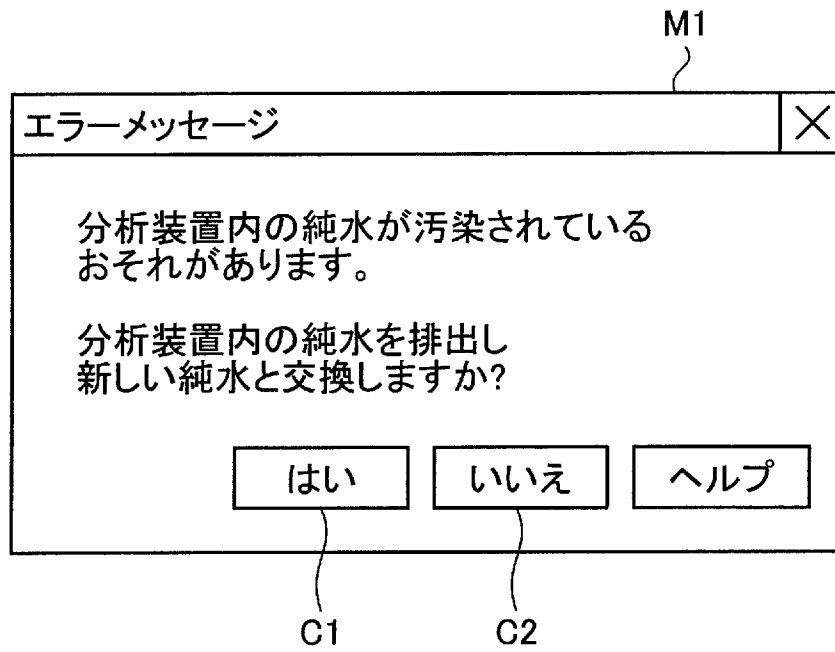 M1
エラーメッセージ ×
分析装置内の純水が汚染されている
おそれがあります。
分析装置内の純水を排出し
新しい純水と交換しますか?
はい いいえ ヘルプ
C1 C2